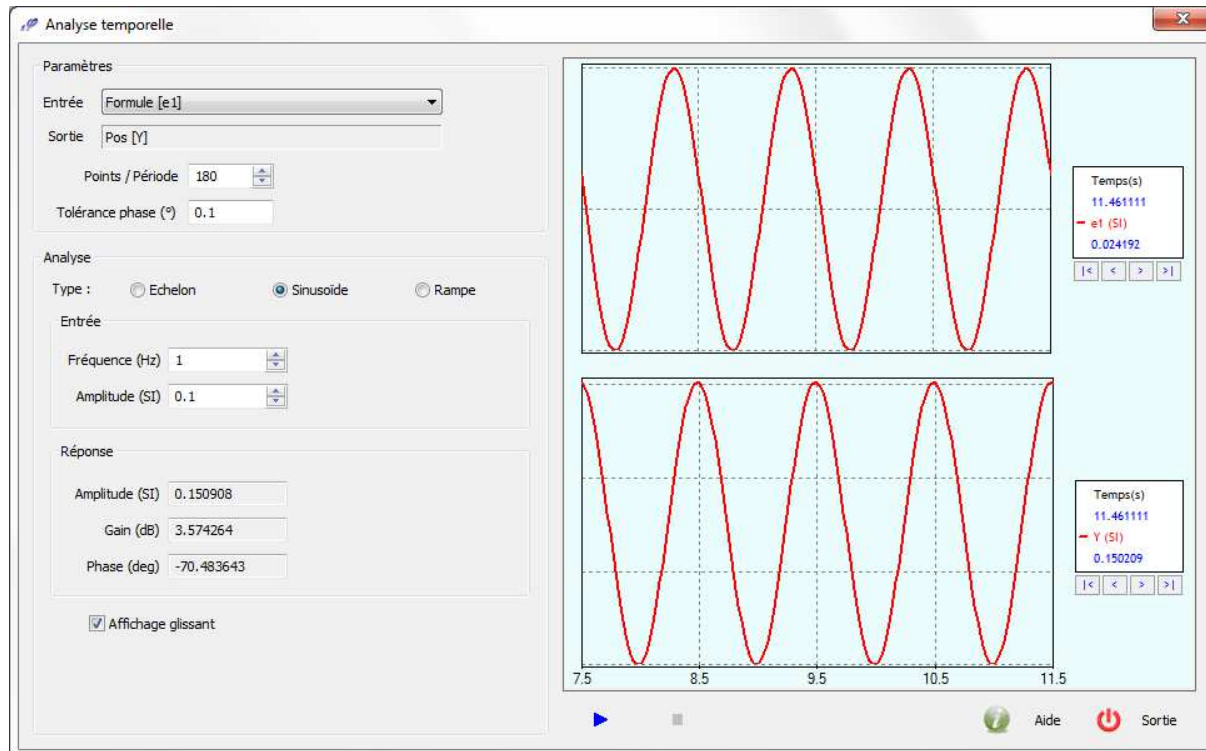 Analyse temporelle
Paramètres
Entrée Formule [e1]
Sortie Pos [Y]
Points / Période 180
Tolérance phase (°) 0.1
Analyse
Type : Echelon Sinusoïde Rampe
Entrée
Fréquence (Hz) 1
Amplitude (SI) 0.1
Réponse
Amplitude (SI) 0.150908
Gain (dB) 3.574264
Phase (deg) -70.483643
Affichage glissant
Temps(s)
11.461111
e1 (SI)
0.024192
|< < > >|
Temps(s)
11.461111
Y (SI)
0.150209
|< < > >|
7.5 8.5 9.5 10.5 11.5
Aide Sortie